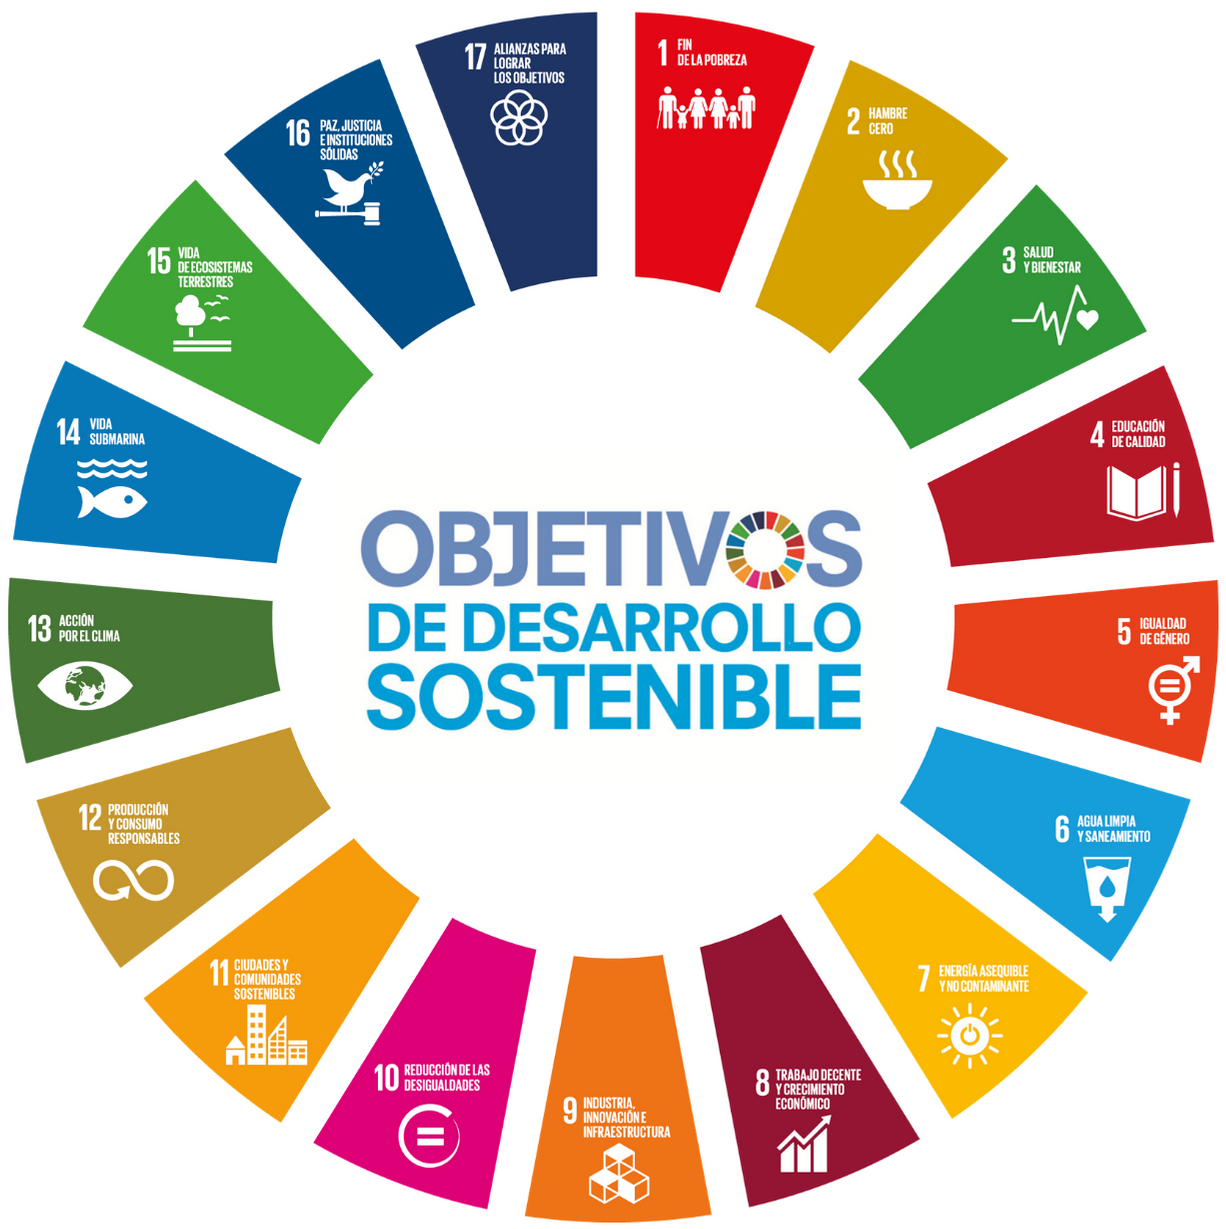 OBJETIVOS
DE DESARROLLO
SOSTENIBLE
1 FIN
DE LA POBREZA
2 HAMBRE
CERO
3 SALUD
Y BIENESTAR
4 EDUCACIÓN
DE CALIDAD
5 IGUALDAD
DE GÉNERO
6 AGUA LIMPIA
Y SANEAMIENTO
7 ENERGÍA ASEQUIBLE
Y NO CONTAMINANTE
8 TRABAJO DECENTE
Y CRECIMIENTO
ECONÓMICO
9 INDUSTRIA,
INNOVACIÓN E
INFRAESTRUCTURA
10 REDUCCIÓN DE LAS
DESIGUALDADES
11 CIUDADES Y
COMUNIDADES
SOSTENIBLES
12 PRODUCCIÓN
Y CONSUMO
RESPONSABLES
13 ACCIÓN
POR EL CLIMA
14 VIDA
SUBMARINA
15 VIDA
DE ECOSISTEMAS
TERRESTRES
16 PAZ, JUSTICIA
E INSTITUCIONES
SÓLIDAS
17 ALIANZAS PARA
LOGRAR
LOS OBJETIVOS